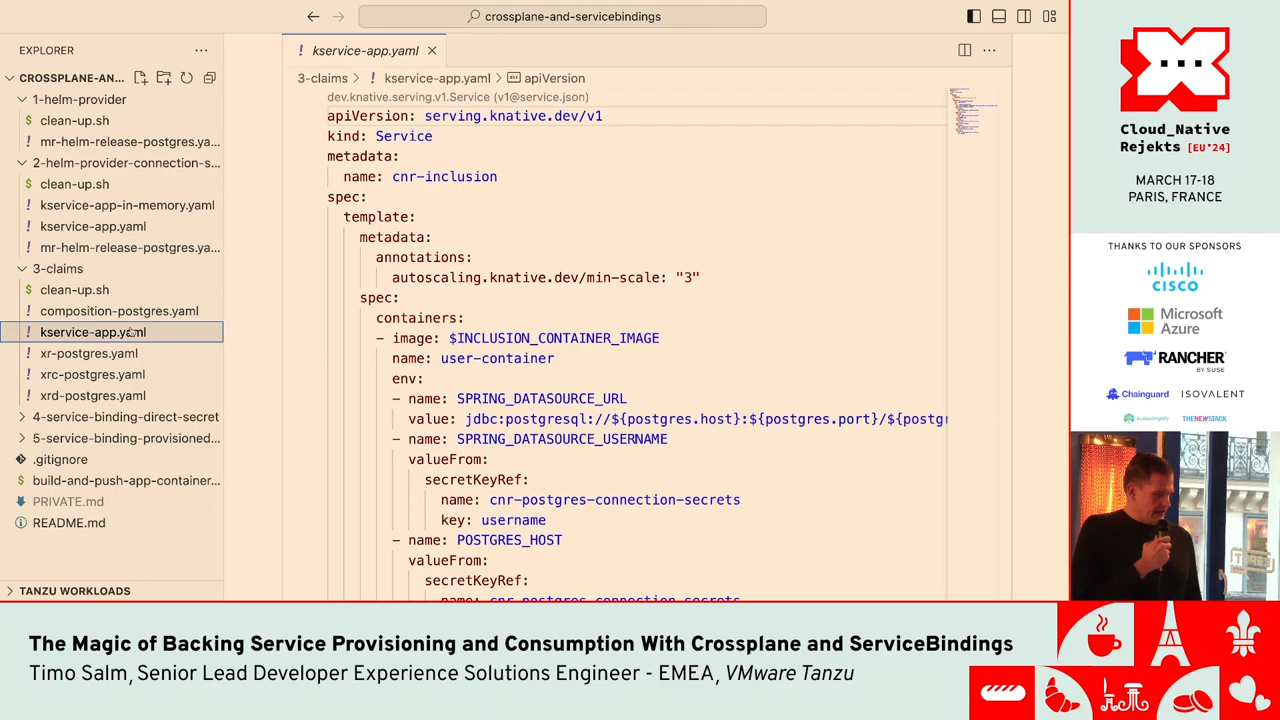 crossplane-and-servicebindings
EXPLORER
CROSSPLANE-AN...
1-helm-provider
$ clean-up.sh
! mr-helm-release-postgres.ya...
2-helm-provider-connection-s...
$ clean-up.sh
! kservice-app-in-memory.yaml
! kservice-app.yaml
! mr-helm-release-postgres.ya...
3-claims
$ clean-up.sh
! composition-postgres.yaml
! kservice-app.yaml
! xr-postgres.yaml
! xrc-postgres.yaml
! xrd-postgres.yaml
4-service-binding-direct-secret
5-service-binding-provisioned...
.gitignore
$ build-and-push-app-container...
PRIVATE.md
README.md
TANZU WORKLOADS
! kservice-app.yaml
3-claims > ! kservice-app.yaml > abc apiVersion
dev.knative.serving.v1.Service (v1@service.json)
apiVersion: serving.knative.dev/v1
kind: Service
metadata:
name: cnr-inclusion
spec:
template:
metadata:
annotations:
autoscaling.knative.dev/min-scale: "3"
spec:
containers:
- image: $INCLUSION_CONTAINER_IMAGE
name: user-container
env:
- name: SPRING_DATASOURCE_URL
value: jdbc:postgresql://${postgres.host}:${postgres.port}/${postgr
- name: SPRING_DATASOURCE_USERNAME
valueFrom:
secretKeyRef:
name: cnr-postgres-connection-secrets
key: username
- name: POSTGRES_HOST
valueFrom:
secretKeyRef:
name: cnr-postgres-connection-secrets
Cloud_Native
Rejekts [EU'24]
MARCH 17-18
PARIS, FRANCE
THANKS TO OUR SPONSORS
CISCO
Microsoft
Azure
RANCHER
BY SUSE
Chainguard
ISOVALENT
kubesimplify
THENEWSTACK
The Magic of Backing Service Provisioning and Consumption With Crossplane and ServiceBindings
Timo Salm, Senior Lead Developer Experience Solutions Engineer - EMEA, VMware Tanzu